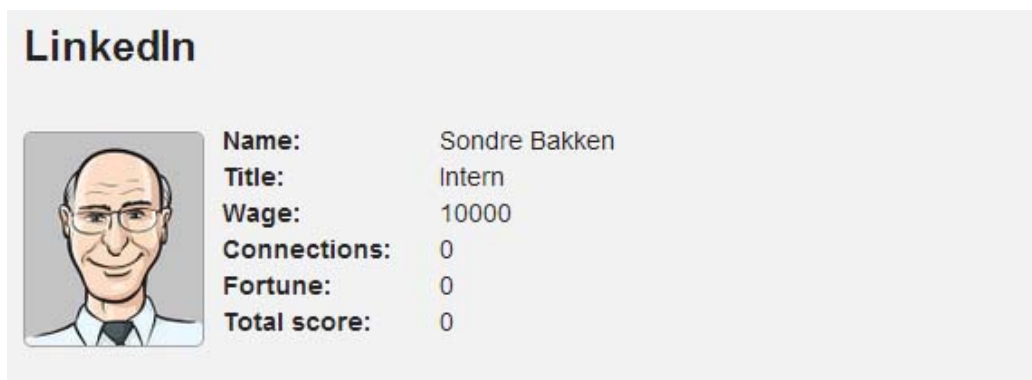 LinkedIn
Name: Sondre Bakken
Title: Intern
Wage: 10000
Connections: 0
Fortune: 0
Total score: 0